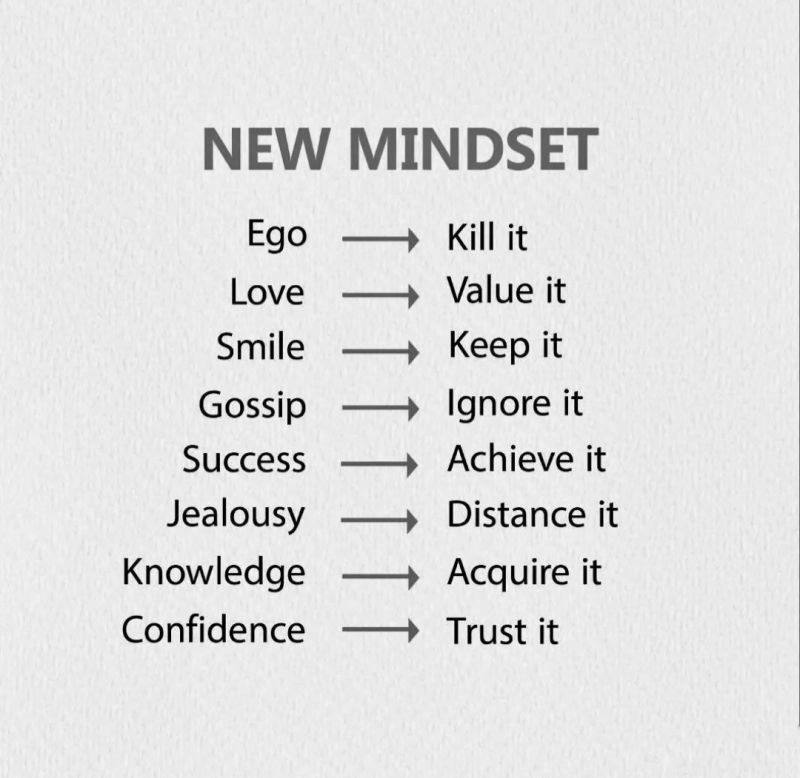 NEW MINDSET
Ego → Kill it
Love → Value it
Smile → Keep it
Gossip → Ignore it
Success → Achieve it
Jealousy → Distance it
Knowledge → Acquire it
Confidence → Trust it